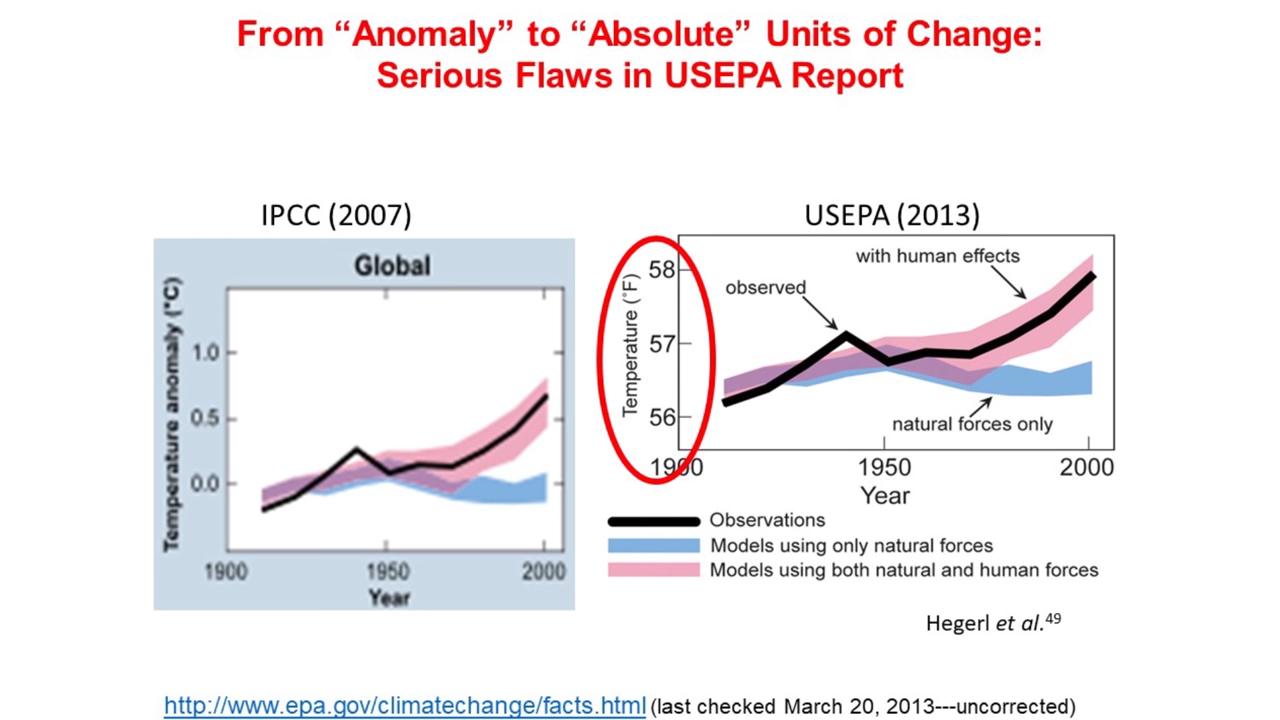 From “Anomaly” to “Absolute” Units of Change:
Serious Flaws in USEPA Report
IPCC (2007)
Global
Temperature anomaly (°C)
1.0
0.5
0.0
1900 1950 2000
Year
USEPA (2013)
with human effects
observed
natural forces only
Temperature (°F)
58
57
56
1900 1950 2000
Year
Observations
Models using only natural forces
Models using both natural and human forces
Hegerl et al.49
http://www.epa.gov/climatechange/facts.html (last checked March 20, 2013---uncorrected)